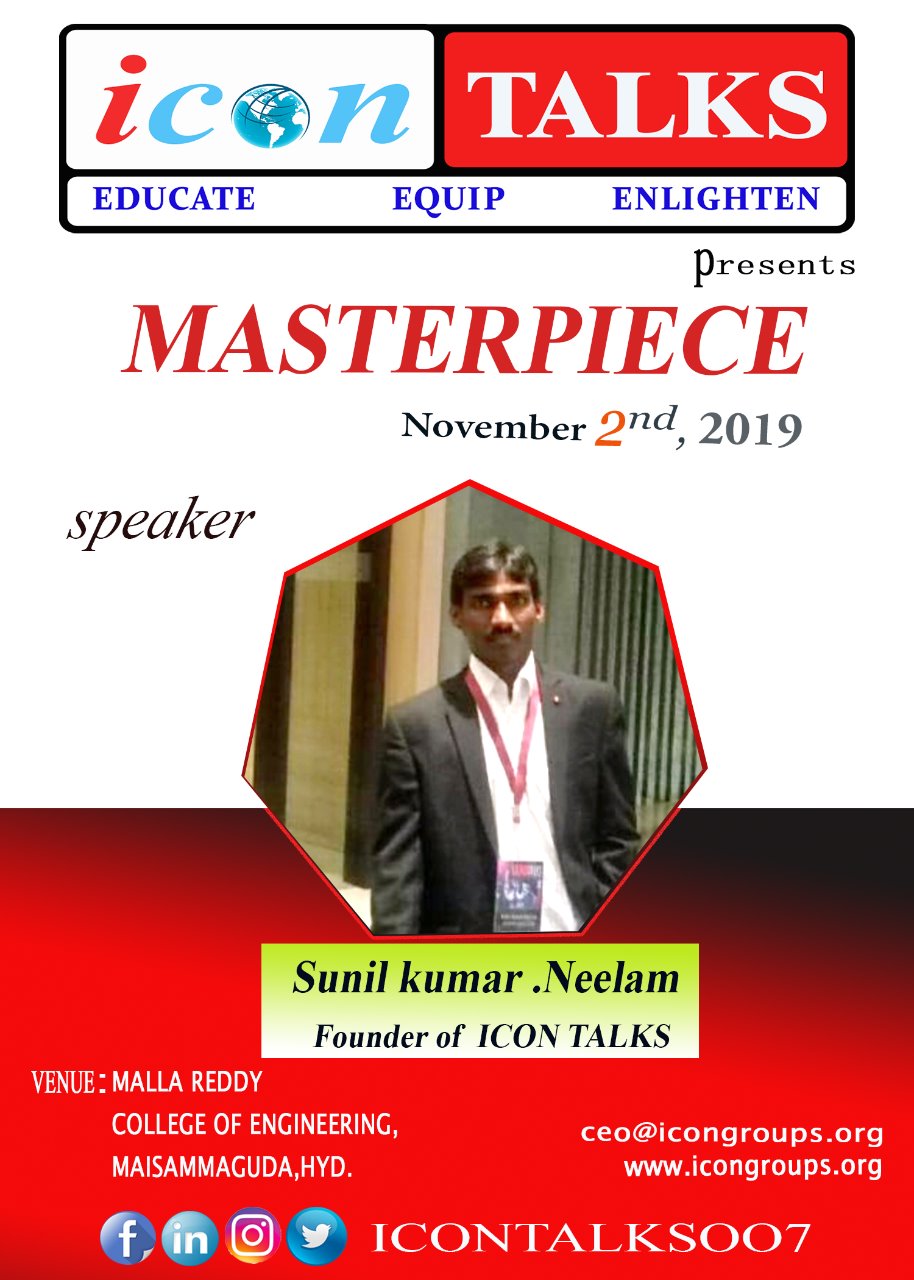 icon TALKS
EDUCATE EQUIP ENLIGHTEN
presents
MASTERPIECE
November 2nd, 2019
speaker
Sunil kumar .Neelam
Founder of ICON TALKS
VENUE : MALLA REDDY
COLLEGE OF ENGINEERING,
MAISAMMAGUDA,HYD.
ceo@icongroups.org
www.icongroups.org
ICONTALKS007